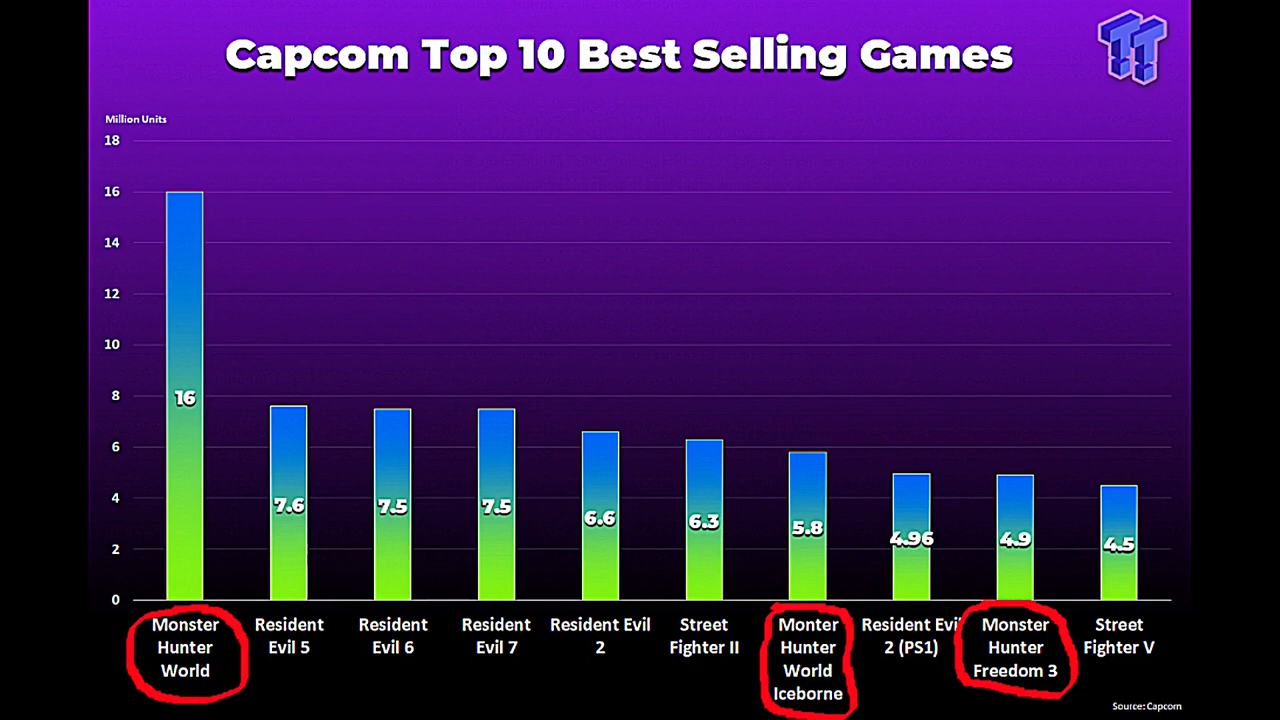 Capcom Top 10 Best Selling Games
TT
Million Units
18
16
14
12
10
8
6
4
2
0
16
7.6
7.5
7.5
6.6
6.3
5.8
4.96
4.9
4.5
Monster
Hunter
World
Resident
Evil 5
Resident
Evil 6
Resident
Evil 7
Resident Evil
2
Street
Fighter II
Monter
Hunter
World
Iceborne
Resident Evil
2 (PS1)
Monster
Hunter
Freedom 3
Street
Fighter V
Source: Capcom